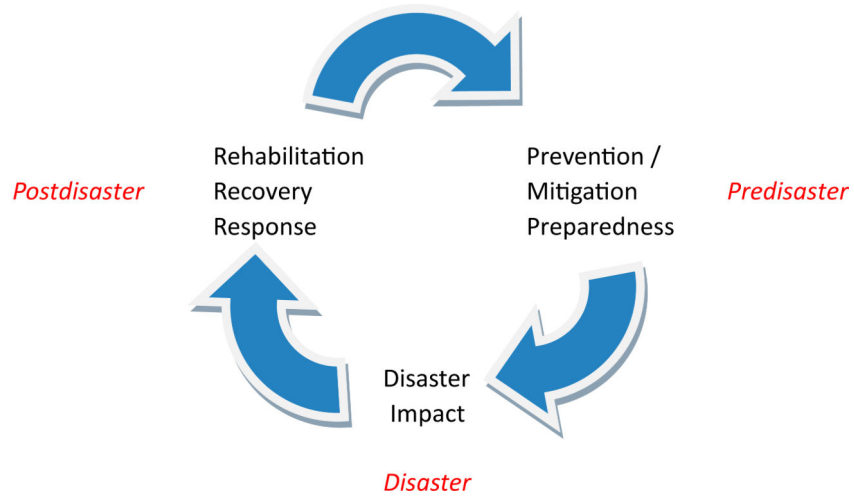 Postdisaster
Rehabilitation
Recovery
Response
Prevention /
Mitigation
Preparedness
Predisaster
Disaster
Impact
Disaster